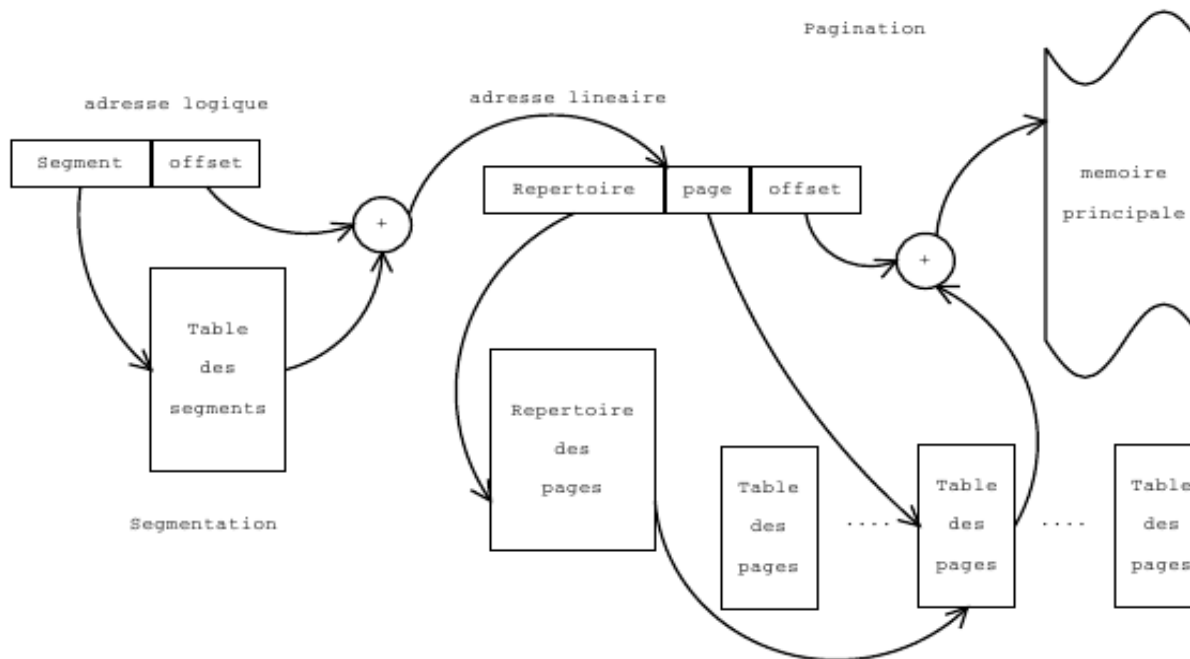 Pagination
adresse logique
adresse lineaire
Segment
offset
Repertoire
page
offset
+
+
memoire
principale
Table
des
segments
Repertoire
des
pages
Segmentation
Table
des
pages
....
Table
des
pages
....
Table
des
pages